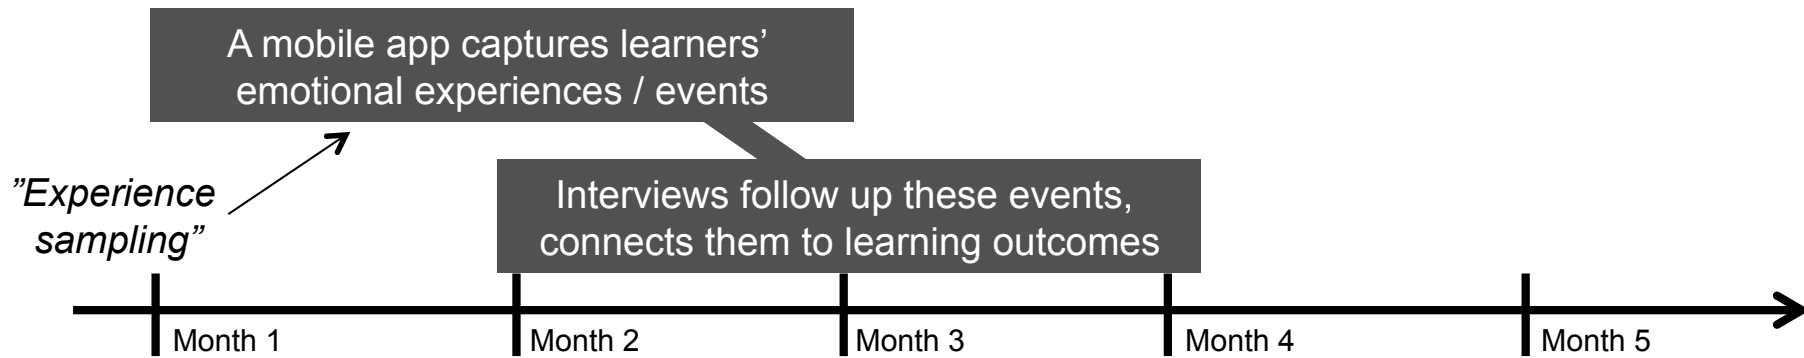 A mobile app captures learners’
emotional experiences / events
”Experience
sampling”
Interviews follow up these events,
connects them to learning outcomes
Month 1
Month 2
Month 3
Month 4
Month 5